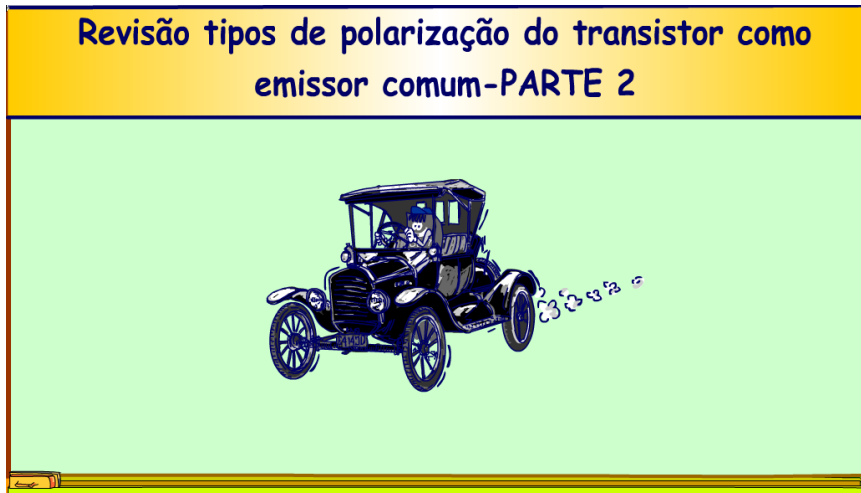 Revisão tipos de polarização do transistor como
emissor comum-PARTE 2